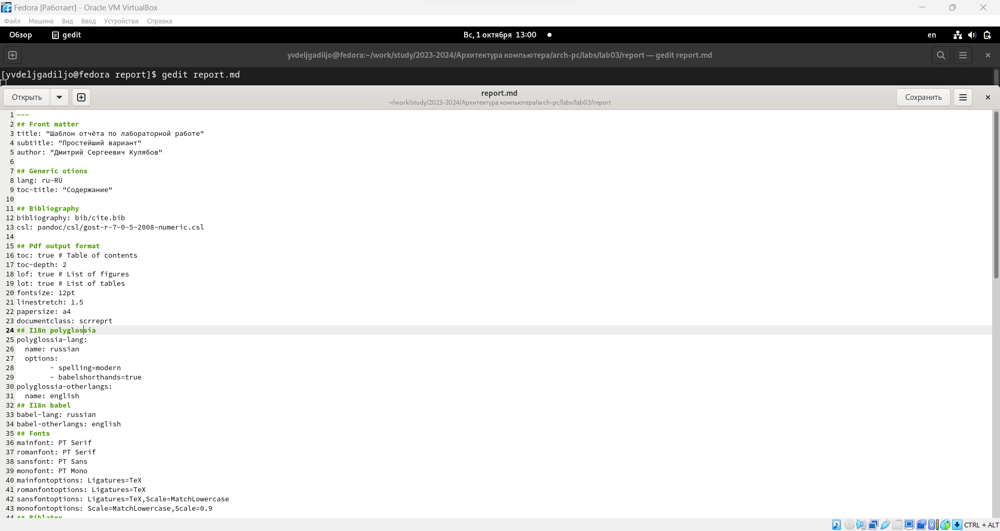 Fedora [Работает] - Oracle VM VirtualBox
Файл Машина Вид Ввод Устройства Справка
Обзор gedit Вс, 1 октября 13:00 en
yvdeljgadiljo@fedora:~/work/study/2023-2024/Архитектура компьютера/arch-pc/labs/lab03/report — gedit report.md
[yvdeljgadiljo@fedora report]$ gedit report.md
Открыть report.md Сохранить
~/work/study/2023-2024/Архитектура компьютера/arch-pc/labs/lab03/report
1 ---
2 ## Front matter
3 title: "Шаблон отчёта по лабораторной работе"
4 subtitle: "Простейший вариант"
5 author: "Дмитрий Сергеевич Кулябов"
6
7 ## Generic otions
8 lang: ru-RU
9 toc-title: "Содержание"
10
11 ## Bibliography
12 bibliography: bib/cite.bib
13 csl: pandoc/csl/gost-r-7-0-5-2008-numeric.csl
14
15 ## Pdf output format
16 toc: true # Table of contents
17 toc-depth: 2
18 lof: true # List of figures
19 lot: true # List of tables
20 fontsize: 12pt
21 linestretch: 1.5
22 papersize: a4
23 documentclass: scrreprt
24 ## I18n polyglossia
25 polyglossia-lang:
26   name: russian
27   options:
28         - spelling=modern
29         - babelshorthands=true
30 polyglossia-otherlangs:
31   name: english
32 ## I18n babel
33 babel-lang: russian
34 babel-otherlangs: english
35 ## Fonts
36 mainfont: PT Serif
37 romanfont: PT Serif
38 sansfont: PT Sans
39 monofont: PT Mono
40 mainfontoptions: Ligatures=TeX
41 romanfontoptions: Ligatures=TeX
42 sansfontoptions: Ligatures=TeX,Scale=MatchLowercase
43 monofontoptions: Scale=MatchLowercase,Scale=0.9
44 ## Biblatex
CTRL + ALT